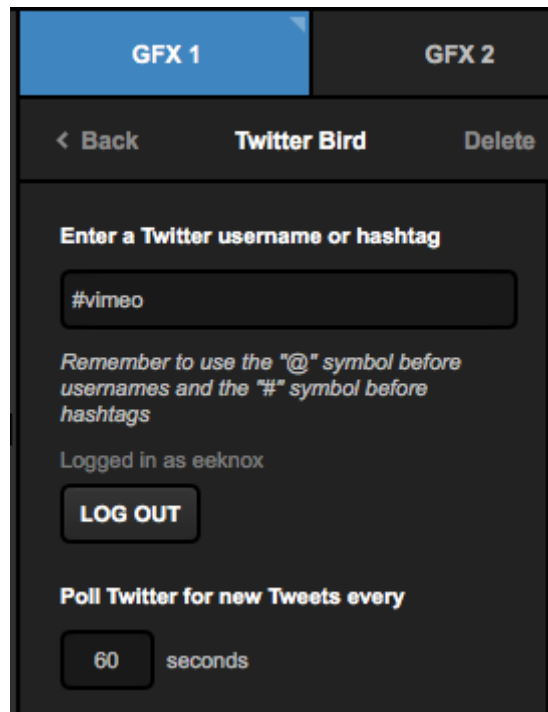 GFX 1 GFX 2
< Back Twitter Bird Delete
Enter a Twitter username or hashtag
#vimeo
Remember to use the "@" symbol before
usernames and the "#" symbol before
hashtags
Logged in as eeknox
LOG OUT
Poll Twitter for new Tweets every
60 seconds